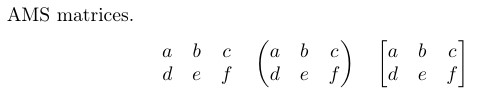 AMS matrices.
a b c ( a b c ) [ a b c ]
d e f ( d e f ) [ d e f ]